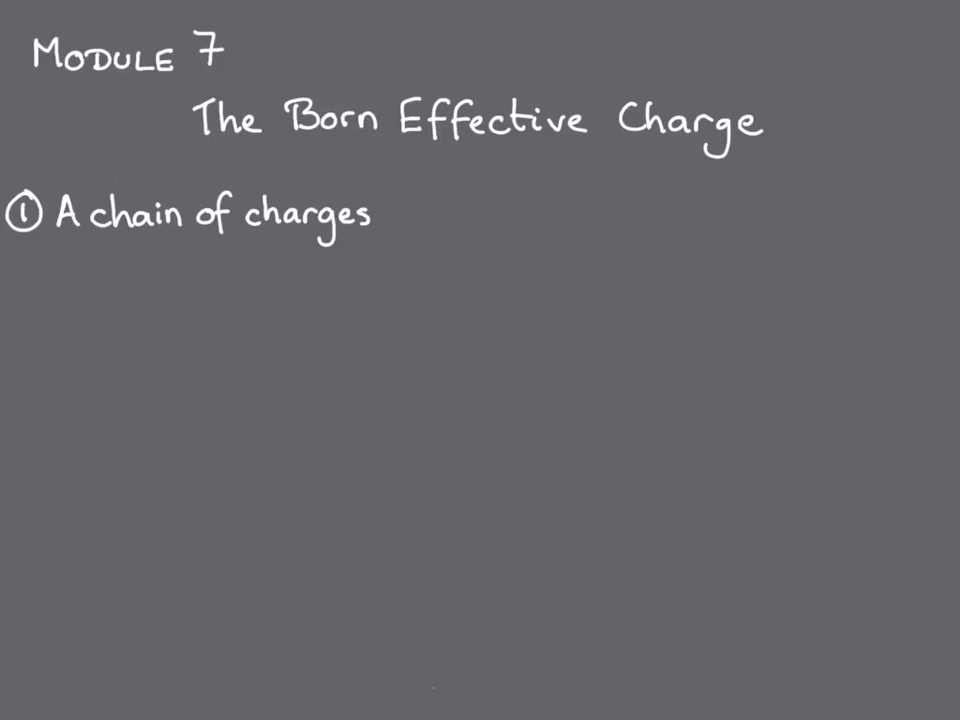 MODULE 7
The Born Effective Charge
① A chain of charges